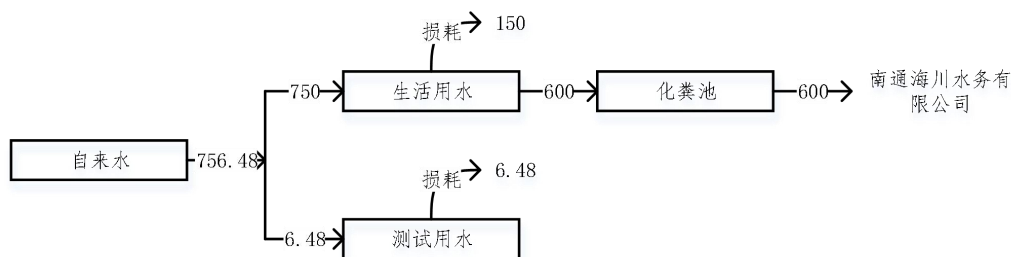 损耗 150
750 生活用水 600 化粪池 600 南通海川水务有
限公司
自来水 756.48
损耗 6.48
6.48 测试用水